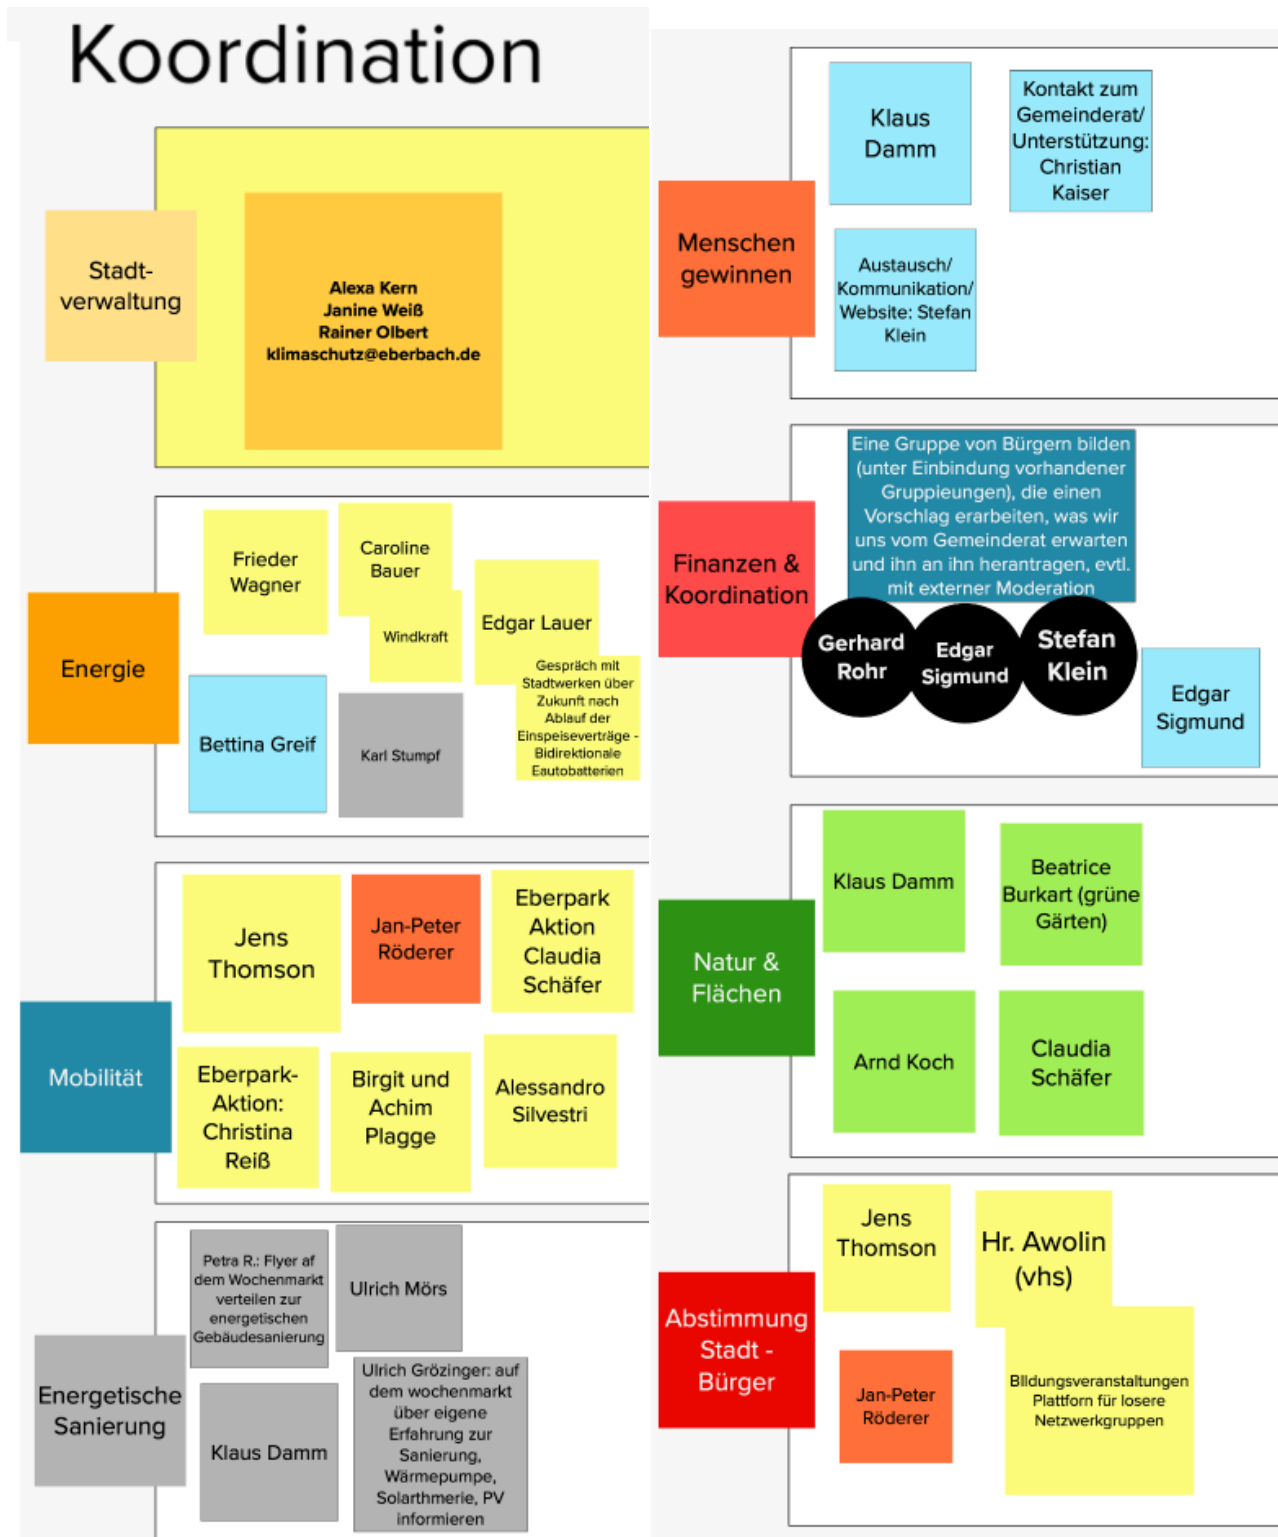 Koordination
Stadt-
verwaltung
Alexa Kern
Janine Weiß
Rainer Olbert
klimaschutz@eberbach.de
Energie
Frieder
Wagner
Caroline
Bauer
Windkraft
Edgar Lauer
Gespräch mit
Stadtwerken über
Zukunft nach
Ablauf der
Einspeiseverträge -
Bidirektionale
Eautobatterien
Bettina Greif
Karl Stumpf
Mobilität
Jens
Thomson
Jan-Peter
Röderer
Eberpark
Aktion
Claudia
Schäfer
Eberpark-
Aktion:
Christina
Reiß
Birgit und
Achim
Plagge
Alessandro
Silvestri
Energetische
Sanierung
Petra R.: Flyer af
dem Wochenmarkt
verteilen zur
energetischen
Gebäudesanierung
Ulrich Mörs
Klaus Damm
Ulrich Grözinger: auf
dem wochenmarkt
über eigene
Erfahrung zur
Sanierung,
Wärmepumpe,
Solarthmerie, PV
informieren
Menschen
gewinnen
Klaus
Damm
Kontakt zum
Gemeinderat/
Unterstützung:
Christian
Kaiser
Austausch/
Kommunikation/
Website: Stefan
Klein
Finanzen &
Koordination
Eine Gruppe von Bürgern bilden
(unter Einbindung vorhandener
Gruppieungen), die einen
Vorschlag erarbeiten, was wir
uns vom Gemeinderat erwarten
und ihn an ihn herantragen, evtl.
mit externer Moderation
Gerhard
Rohr
Edgar
Sigmund
Stefan
Klein
Edgar
Sigmund
Natur &
Flächen
Klaus Damm
Beatrice
Burkart (grüne
Gärten)
Arnd Koch
Claudia
Schäfer
Abstimmung
Stadt -
Bürger
Jens
Thomson
Hr. Awolin
(vhs)
Jan-Peter
Röderer
BIldungsveranstaltungen
Plattforn für losere
Netzwerkgruppen